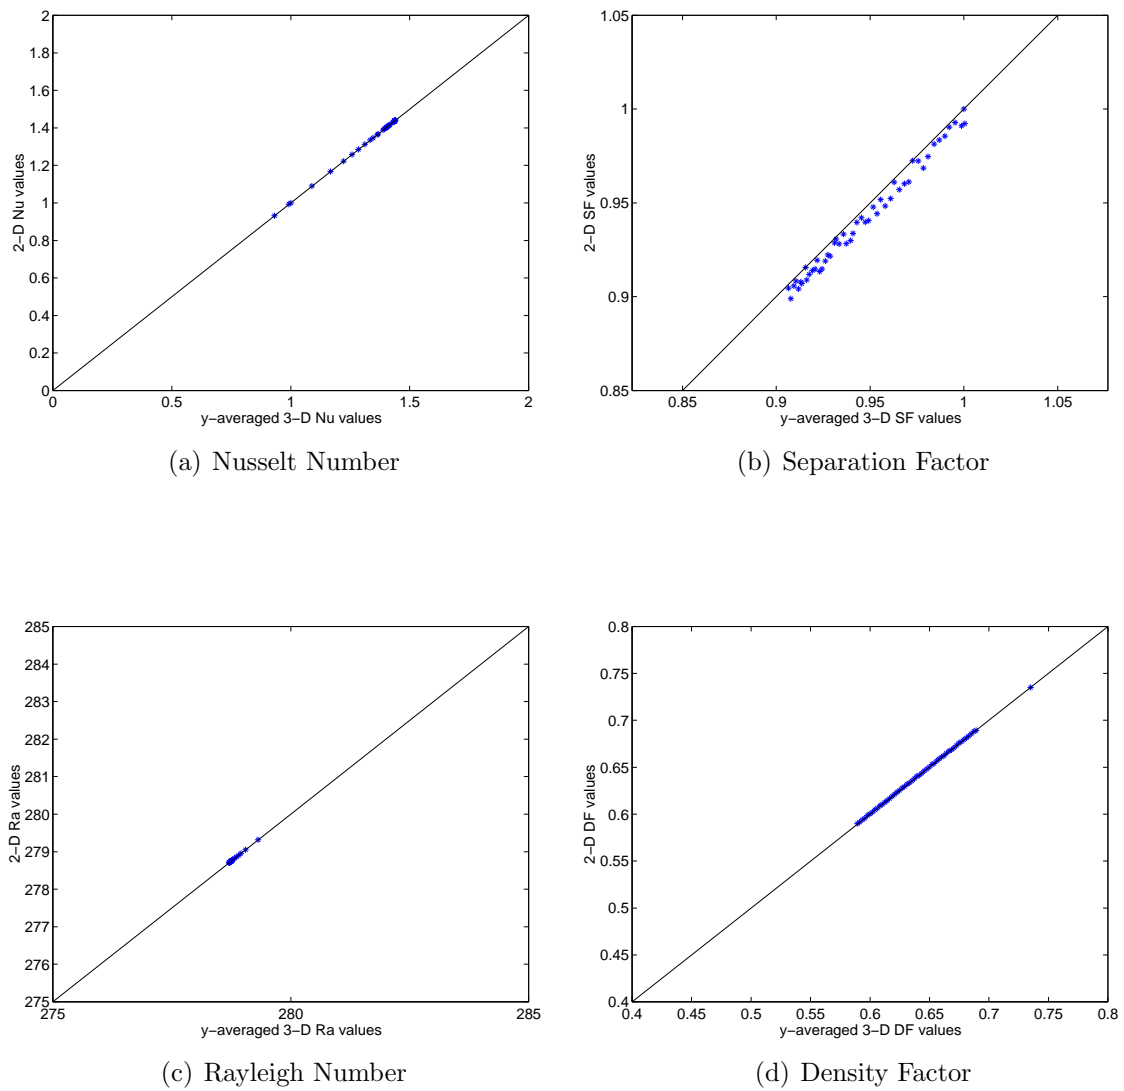 2
1.8
1.6
1.4
1.2
1
0.8
0.6
0.4
0.2
0
2−D Nu values
0 0.5 1 1.5 2
y−averaged 3−D Nu values
(a) Nusselt Number
1.05
1
0.95
0.9
0.85
2−D SF values
0.85 0.9 0.95 1 1.05
y−averaged 3−D SF values
(b) Separation Factor
285
284
283
282
281
280
279
278
277
276
275
2−D Ra values
275 280 285
y−averaged 3−D Ra values
(c) Rayleigh Number
0.8
0.75
0.7
0.65
0.6
0.55
0.5
0.45
0.4
2−D DF values
0.4 0.45 0.5 0.55 0.6 0.65 0.7 0.75 0.8
y−averaged 3−D DF values
(d) Density Factor